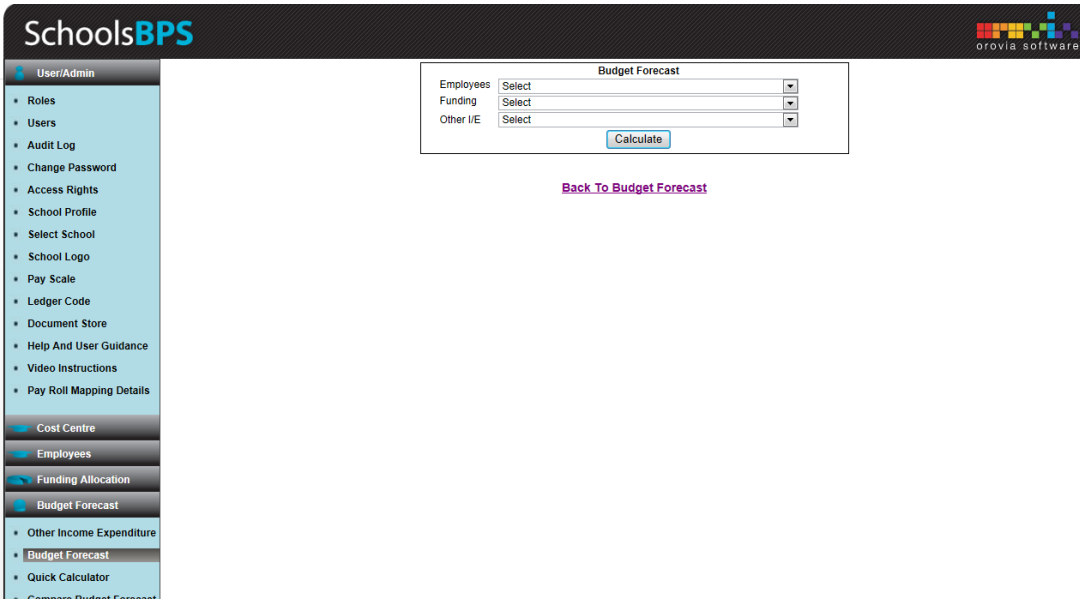 SchoolsBPS
orovia software
User/Admin
Roles
Users
Audit Log
Change Password
Access Rights
School Profile
Select School
School Logo
Pay Scale
Ledger Code
Document Store
Help And User Guidance
Video Instructions
Pay Roll Mapping Details
Cost Centre
Employees
Funding Allocation
Budget Forecast
Other Income Expenditure
Budget Forecast
Quick Calculator
Compare Budget Forecast
Budget Forecast
Employees Select
Funding Select
Other I/E Select
Calculate
Back To Budget Forecast